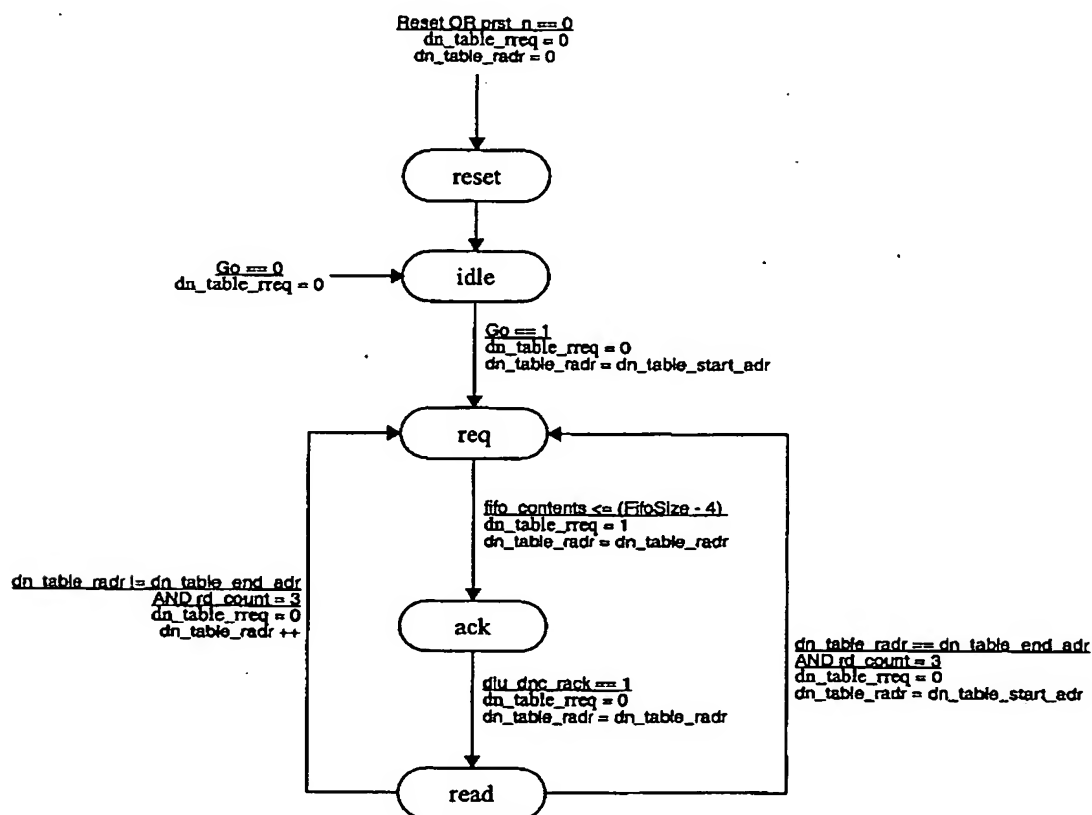 Reset OR prst_n == 0
dn_table_rreq = 0
dn_table_radr = 0
reset
Go == 0
dn_table_rreq = 0
idle
Go == 1
dn_table_rreq = 0
dn_table_radr = dn_table_start_adr
req
fifo_contents <= (FifoSize - 4)
dn_table_rreq = 1
dn_table_radr = dn_table_radr
dn_table_radr != dn_table_end_adr
AND rd_count = 3
dn_table_rreq = 0
dn_table_radr ++
ack
dn_table_radr == dn_table_end_adr
AND rd_count = 3
dn_table_rreq = 0
dn_table_radr = dn_table_start_adr
diu_dnc_rack == 1
dn_table_rreq = 0
dn_table_radr = dn_table_radr
read